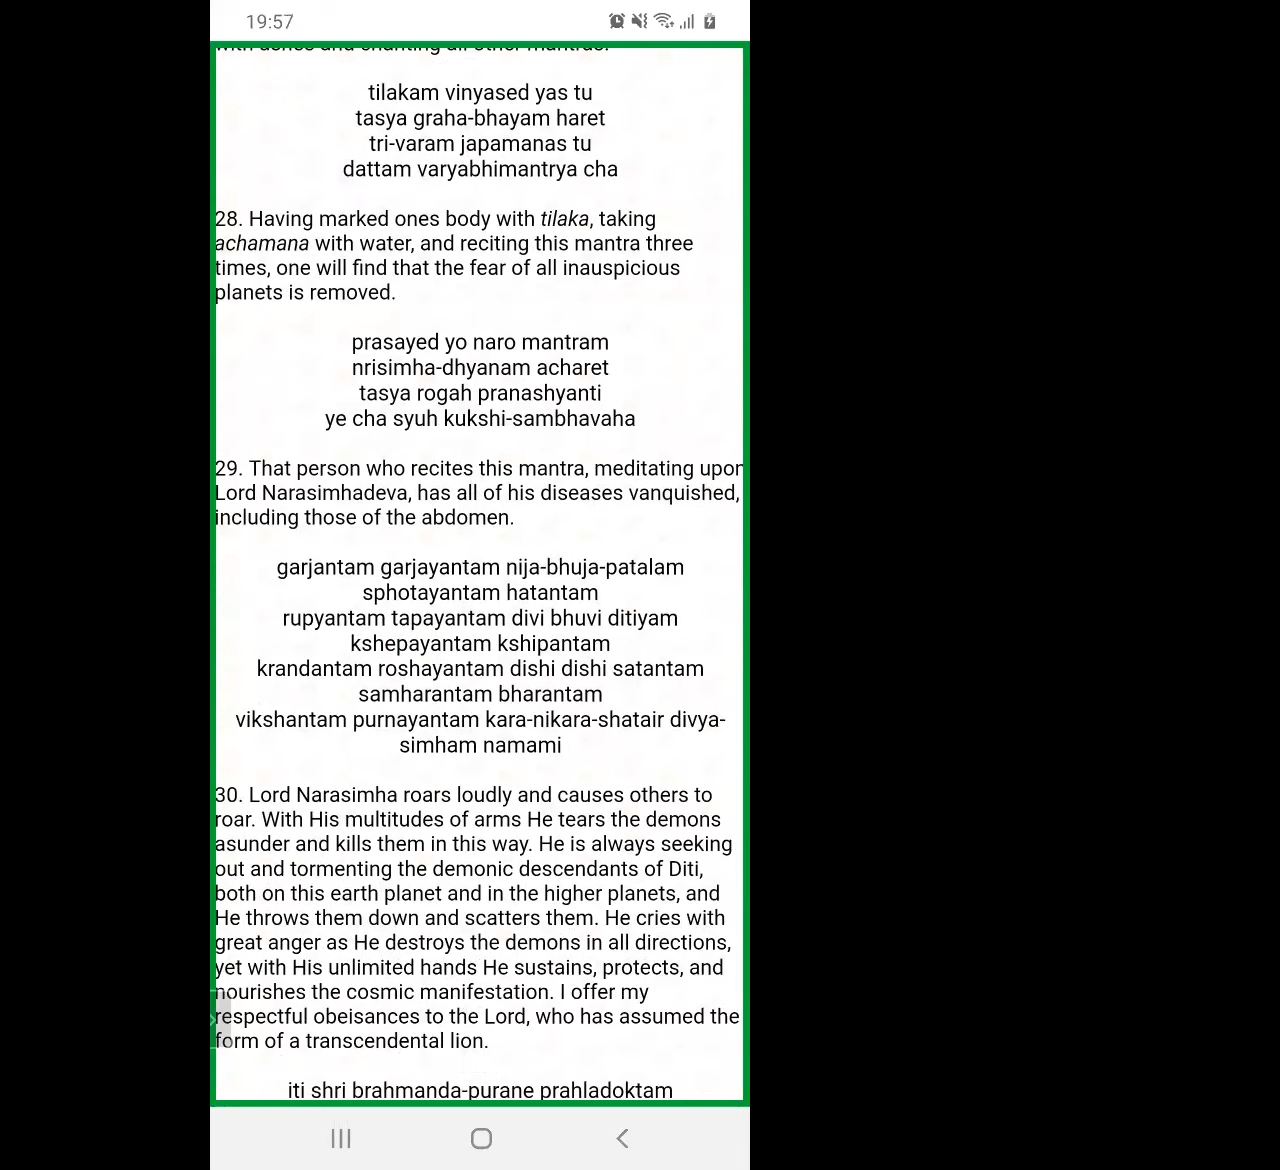 19:57
with ashes and chanting all other mantras.
tilakam vinyased yas tu
tasya graha-bhayam haret
tri-varam japamanas tu
dattam varyabhimantrya cha
28. Having marked ones body with tilaka, taking
achamana with water, and reciting this mantra three
times, one will find that the fear of all inauspicious
planets is removed.
prasayed yo naro mantram
nrisimha-dhyanam acharet
tasya rogah pranashyanti
ye cha syuh kukshi-sambhavaha
29. That person who recites this mantra, meditating upon
Lord Narasimhadeva, has all of his diseases vanquished,
including those of the abdomen.
garjantam garjayantam nija-bhuja-patalam
sphotayantam hatantam
rupyantam tapayantam divi bhuvi ditiyam
kshepayantam kshipantam
krandantam roshayantam dishi dishi satantam
samharantam bharantam
vikshantam purnayantam kara-nikara-shatair divya-
simham namami
30. Lord Narasimha roars loudly and causes others to
roar. With His multitudes of arms He tears the demons
asunder and kills them in this way. He is always seeking
out and tormenting the demonic descendants of Diti,
both on this earth planet and in the higher planets, and
He throws them down and scatters them. He cries with
great anger as He destroys the demons in all directions,
yet with His unlimited hands He sustains, protects, and
nourishes the cosmic manifestation. I offer my
respectful obeisances to the Lord, who has assumed the
form of a transcendental lion.
iti shri brahmanda-purane prahladoktam